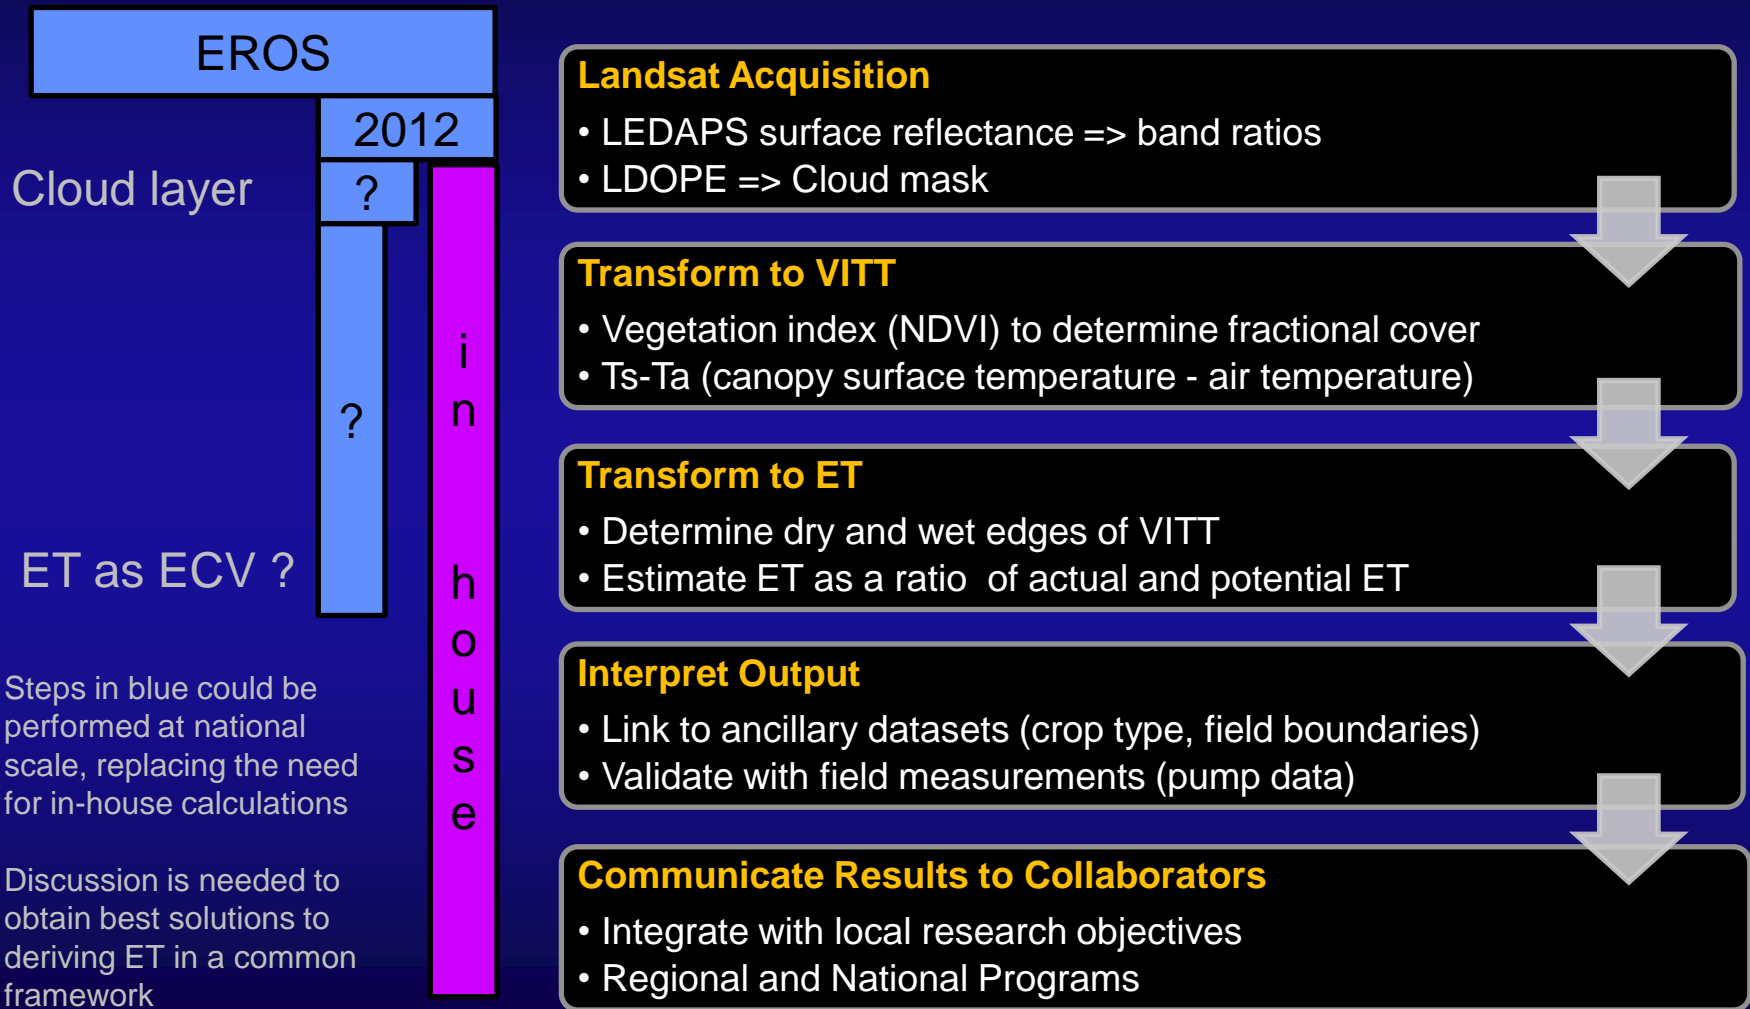 EROS
2012
Cloud layer
?
?
ET as ECV ?
in house
Steps in blue could be
performed at national
scale, replacing the need
for in-house calculations
Discussion is needed to
obtain best solutions to
deriving ET in a common
framework
Landsat Acquisition
• LEDAPS surface reflectance => band ratios
• LDOPE => Cloud mask
Transform to VITT
• Vegetation index (NDVI) to determine fractional cover
• Ts-Ta (canopy surface temperature - air temperature)
Transform to ET
• Determine dry and wet edges of VITT
• Estimate ET as a ratio of actual and potential ET
Interpret Output
• Link to ancillary datasets (crop type, field boundaries)
• Validate with field measurements (pump data)
Communicate Results to Collaborators
• Integrate with local research objectives
• Regional and National Programs